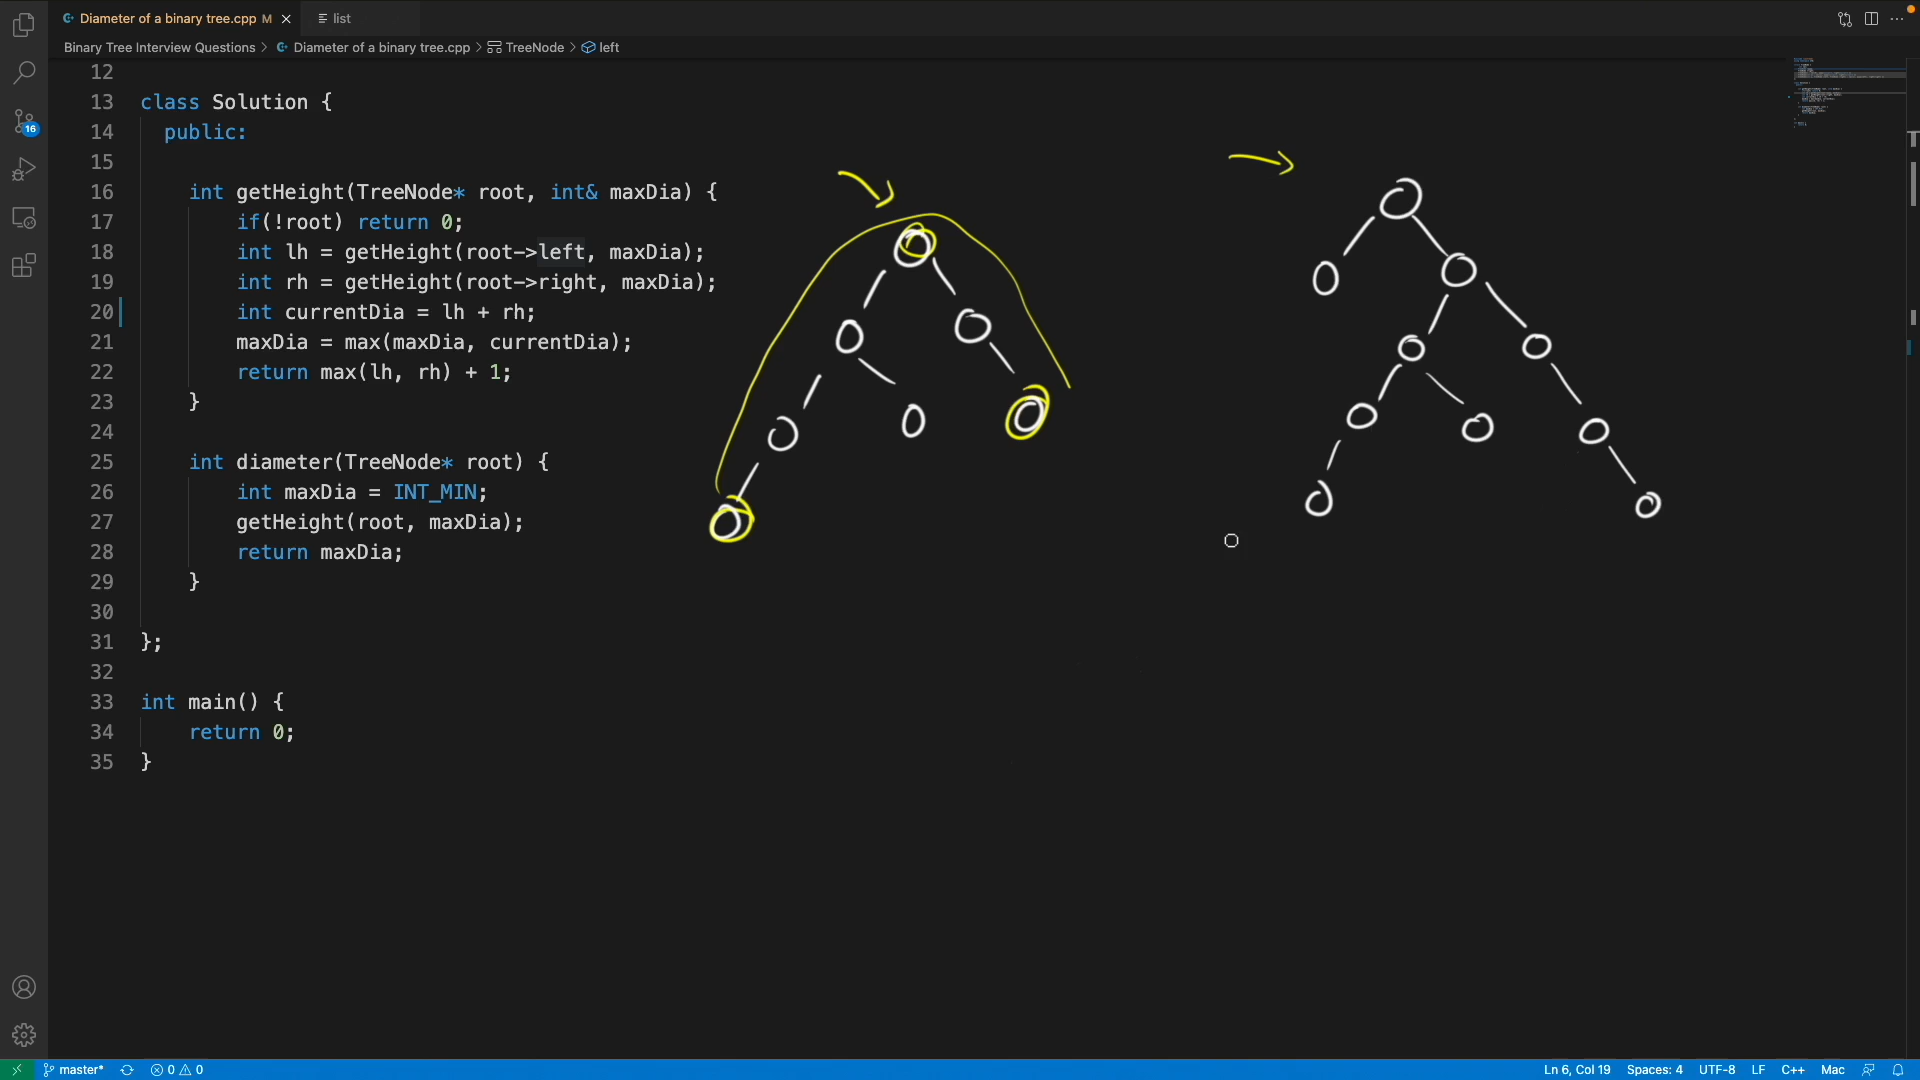 Diameter of a binary tree.cpp M
list
Binary Tree Interview Questions > Diameter of a binary tree.cpp > TreeNode > left
12
13 class Solution {
14   public:
15
16     int getHeight(TreeNode* root, int& maxDia) {
17         if(!root) return 0;
18         int lh = getHeight(root->left, maxDia);
19         int rh = getHeight(root->right, maxDia);
20         int currentDia = lh + rh;
21         maxDia = max(maxDia, currentDia);
22         return max(lh, rh) + 1;
23     }
24
25     int diameter(TreeNode* root) {
26         int maxDia = INT_MIN;
27         getHeight(root, maxDia);
28         return maxDia;
29     }
30
31 };
32
33 int main() {
34     return 0;
35 }
16
master* 0 0 Ln 6, Col 19 Spaces: 4 UTF-8 LF C++ Mac